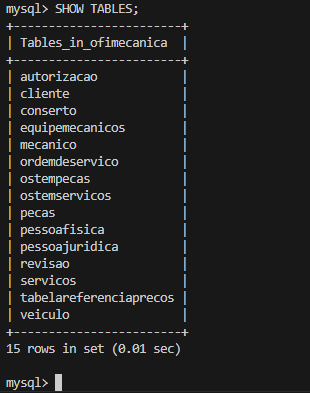 mysql> SHOW TABLES;
+------------------------+
| Tables_in_ofimecanica  |
+------------------------+
| autorizacao            |
| cliente                |
| conserto               |
| equipemecanicos        |
| mecanico               |
| ordemdeservico         |
| ostempecas             |
| ostemservicos          |
| pecas                  |
| pessoafisica           |
| pessoajuridica         |
| revisao                |
| servicos               |
| tabelareferenciaprecos |
| veiculo                |
+------------------------+
15 rows in set (0.01 sec)
mysql>